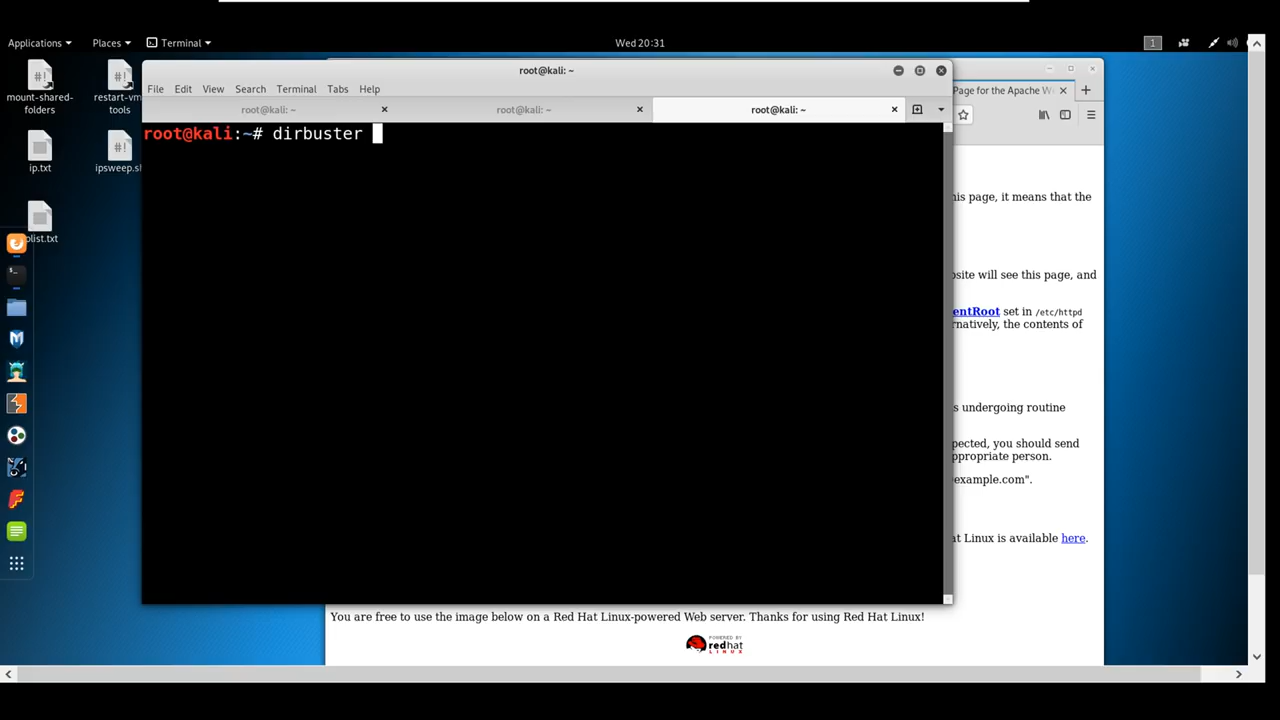 Applications
Places
Terminal
Wed 20:31
1
mount-shared-
folders
restart-vm
tools
ip.txt
ipsweep.sh
plist.txt
root@kali: ~
File Edit View Search Terminal Tabs Help
root@kali: ~
root@kali: ~
root@kali: ~
root@kali:~# dirbuster
Page for the Apache W
his page, it means that the
bsite will see this page, and
entRoot set in /etc/httpd
rnatively, the contents of
s undergoing routine
pected, you should send
ppropriate person.
example.com".
at Linux is available here.
You are free to use the image below on a Red Hat Linux-powered Web server. Thanks for using Red Hat Linux!
POWERED BY
redhat
LINUX